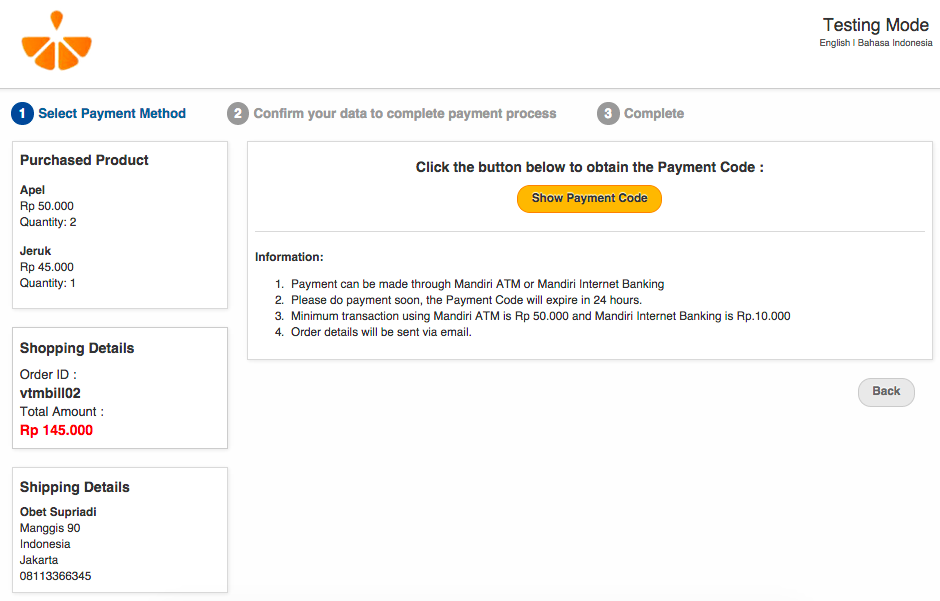 Testing Mode
English | Bahasa Indonesia
1 Select Payment Method
2 Confirm your data to complete payment process
3 Complete
Purchased Product
Apel
Rp 50.000
Quantity: 2
Jeruk
Rp 45.000
Quantity: 1
Shopping Details
Order ID :
vtmbill02
Total Amount :
Rp 145.000
Shipping Details
Obet Supriadi
Manggis 90
Indonesia
Jakarta
08113366345
Click the button below to obtain the Payment Code :
Show Payment Code
Information:
1. Payment can be made through Mandiri ATM or Mandiri Internet Banking
2. Please do payment soon, the Payment Code will expire in 24 hours.
3. Minimum transaction using Mandiri ATM is Rp 50.000 and Mandiri Internet Banking is Rp.10.000
4. Order details will be sent via email.
Back